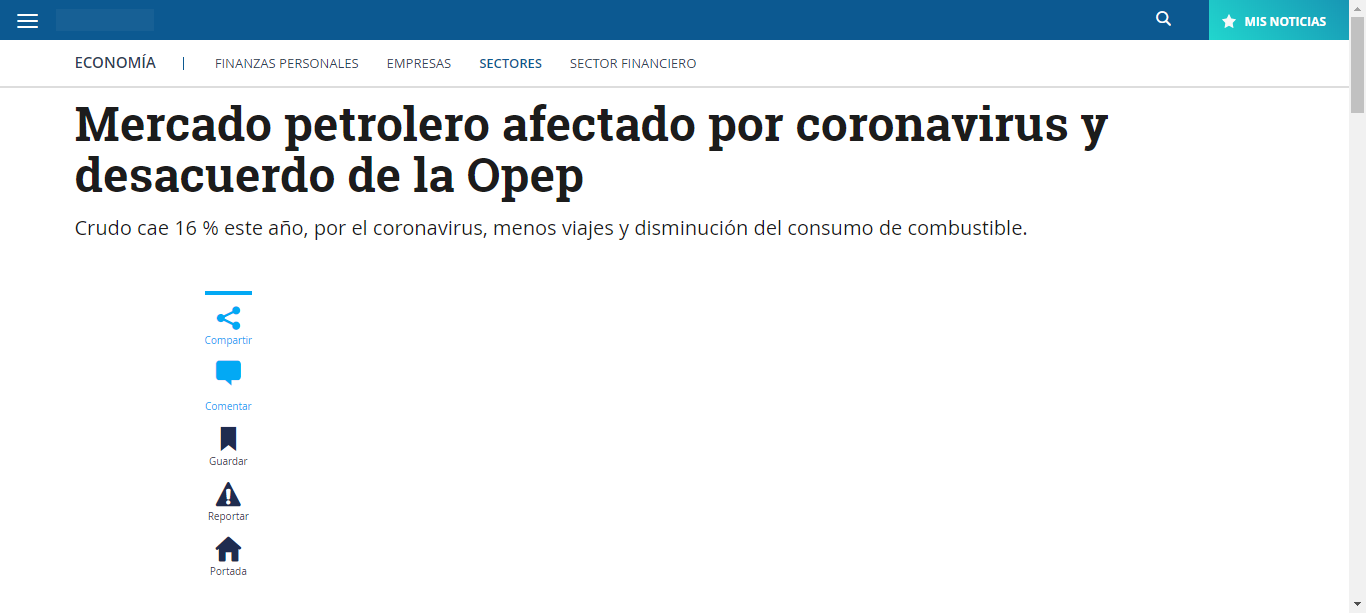 MIS NOTICIAS
ECONOMÍA | FINANZAS PERSONALES EMPRESAS SECTORES SECTOR FINANCIERO
Mercado petrolero afectado por coronavirus y
desacuerdo de la Opep
Crudo cae 16 % este año, por el coronavirus, menos viajes y disminución del consumo de combustible.
Compartir
Comentar
Guardar
Reportar
Portada